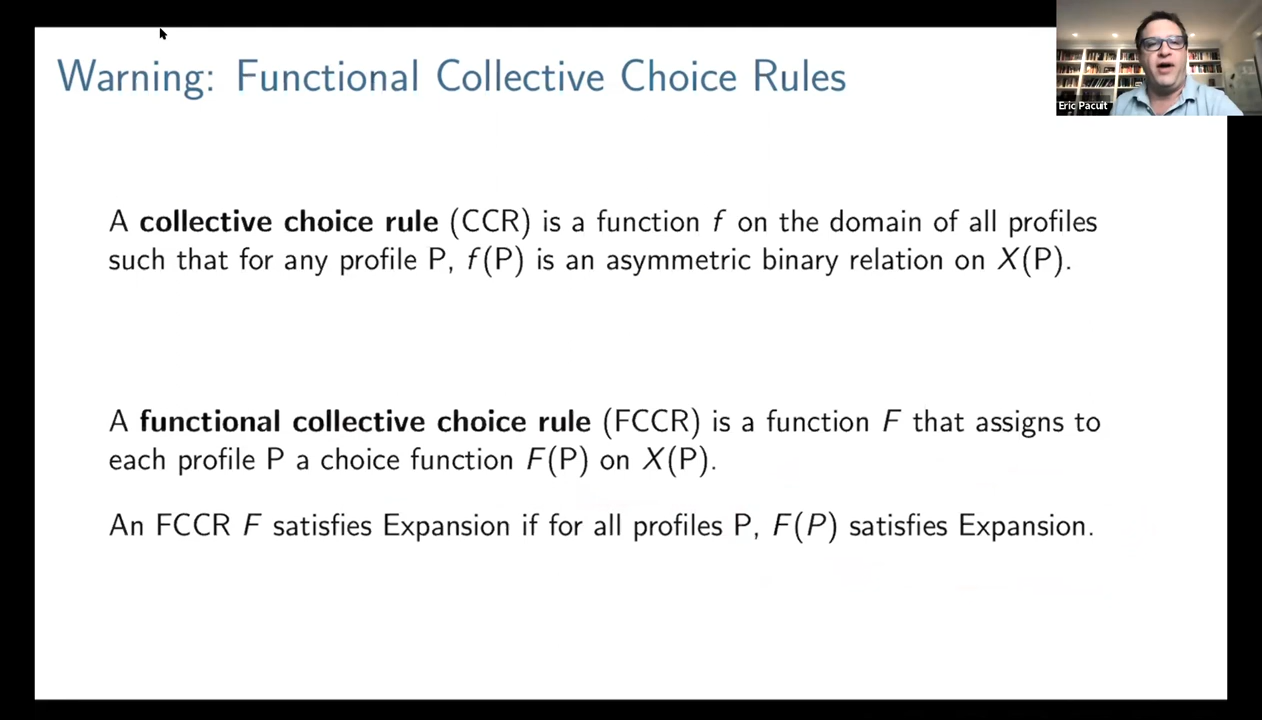 Warning: Functional Collective Choice Rules
Eric Pacuit
A collective choice rule (CCR) is a function f on the domain of all profiles
such that for any profile P, f(P) is an asymmetric binary relation on X(P).
A functional collective choice rule (FCCR) is a function F that assigns to
each profile P a choice function F(P) on X(P).
An FCCR F satisfies Expansion if for all profiles P, F(P) satisfies Expansion.